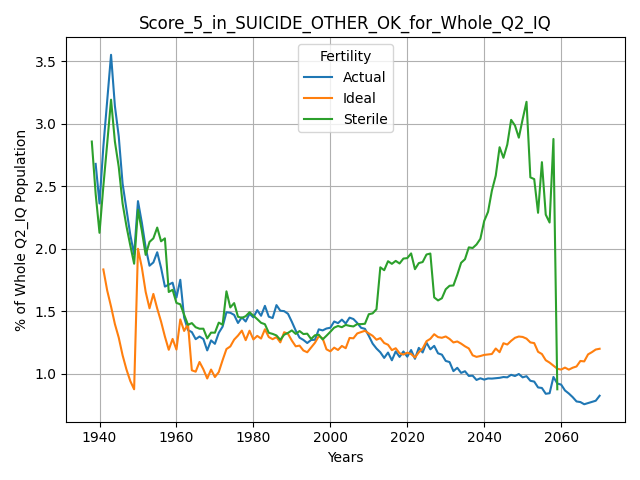 Score_5_in_SUICIDE_OTHER_OK_for_Whole_Q2_IQ
Fertility
Actual
Ideal
Sterile
% of Whole Q2_IQ Population
3.5
3.0
2.5
2.0
1.5
1.0
1940 1960 1980 2000 2020 2040 2060
Years